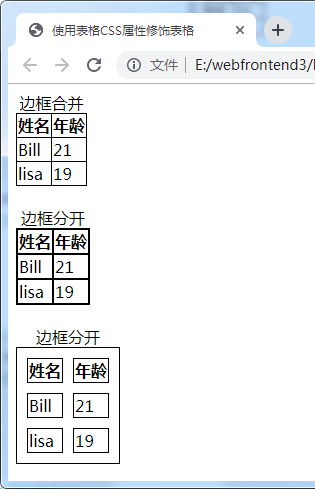 使用表格CSS属性修饰表格
文件 E:/webfrontend3/
边框合并
姓名 年龄
Bill 21
lisa 19
边框分开
姓名 年龄
Bill 21
lisa 19
边框分开
姓名 年龄
Bill 21
lisa 19